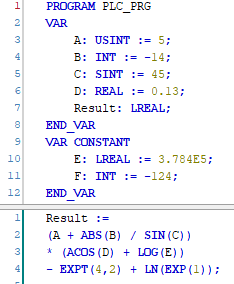 1 PROGRAM PLC_PRG
2 VAR
3 A: USINT := 5;
4 B: INT := -14;
5 C: SINT := 45;
6 D: REAL := 0.13;
7 Result: LREAL;
8 END_VAR
9 VAR CONSTANT
10 E: LREAL := 3.784E5;
11 F: INT := -124;
12 END_VAR
1 Result :=
2 (A + ABS(B) / SIN(C))
3 * (ACOS(D) + LOG(E))
4 - EXPT(4,2) + LN(EXP(1));